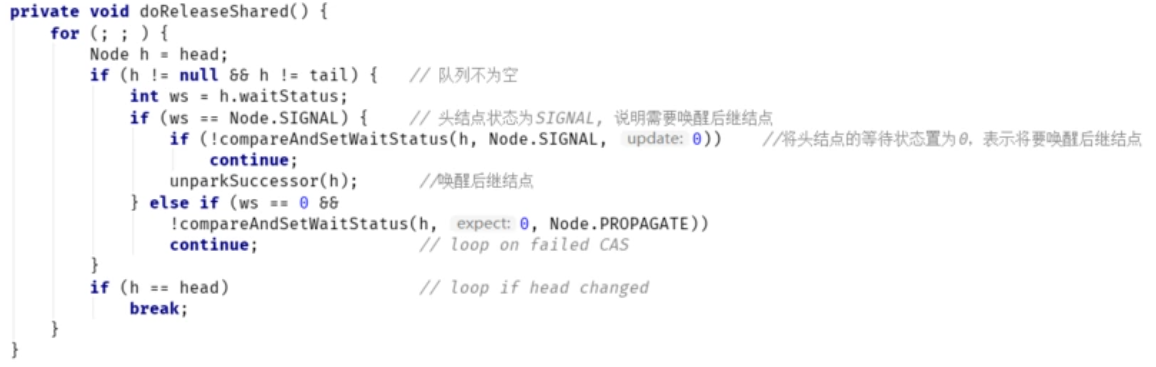 private void doReleaseShared() {
for (; ; ) {
Node h = head;
if (h != null && h != tail) { // 队列不为空
int ws = h.waitStatus;
if (ws == Node.SIGNAL) { // 头结点状态为SIGNAL, 说明需要唤醒后继结点
if (!compareAndSetWaitStatus(h, Node.SIGNAL, update: 0)) //将头结点的等待状态置为0, 表示将要唤醒后继结点
continue;
unparkSuccessor(h); //唤醒后继结点
} else if (ws == 0 &&
!compareAndSetWaitStatus(h, expect: 0, Node.PROPAGATE))
continue; // loop on failed CAS
}
if (h == head) // loop if head changed
break;
}
}